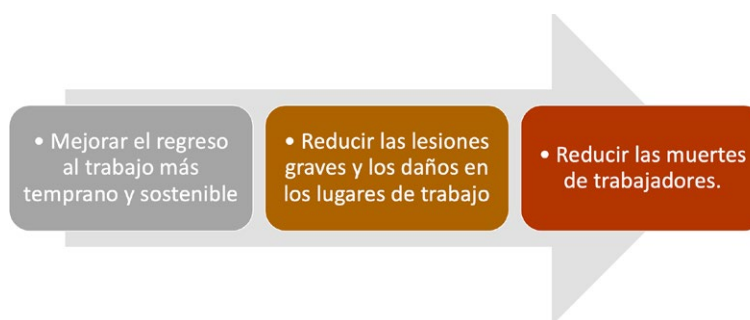 • Mejorar el regreso
al trabajo más
temprano y sostenible
• Reducir las lesiones
graves y los daños en
los lugares de trabajo
• Reducir las muertes
de trabajadores.